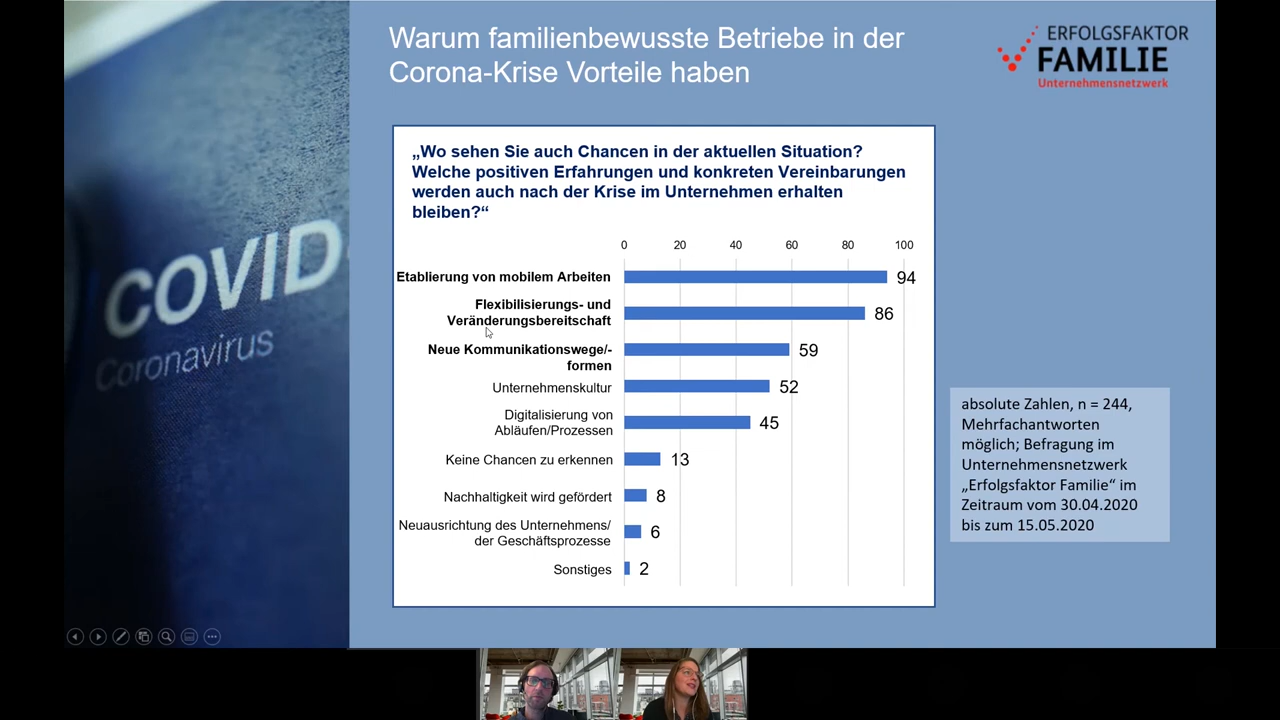 Warum familienbewusste Betriebe in der
Corona-Krise Vorteile haben
ERFOLGSFAKTOR
FAMILIE
Unternehmensnetzwerk
COVID
Coronavirus
„Wo sehen Sie auch Chancen in der aktuellen Situation?
Welche positiven Erfahrungen und konkreten Vereinbarungen
werden auch nach der Krise im Unternehmen erhalten
bleiben?“
0 20 40 60 80 100
Etablierung von mobilem Arbeiten 94
Flexibilisierungs- und
Veränderungsbereitschaft 86
Neue Kommunikationswege/-
formen 59
Unternehmenskultur 52
Digitalisierung von
Abläufen/Prozessen 45
Keine Chancen zu erkennen 13
Nachhaltigkeit wird gefördert 8
Neuausrichtung des Unternehmens/
der Geschäftsprozesse 6
Sonstiges 2
absolute Zahlen, n = 244,
Mehrfachantworten
möglich; Befragung im
Unternehmensnetzwerk
„Erfolgsfaktor Familie“ im
Zeitraum vom 30.04.2020
bis zum 15.05.2020